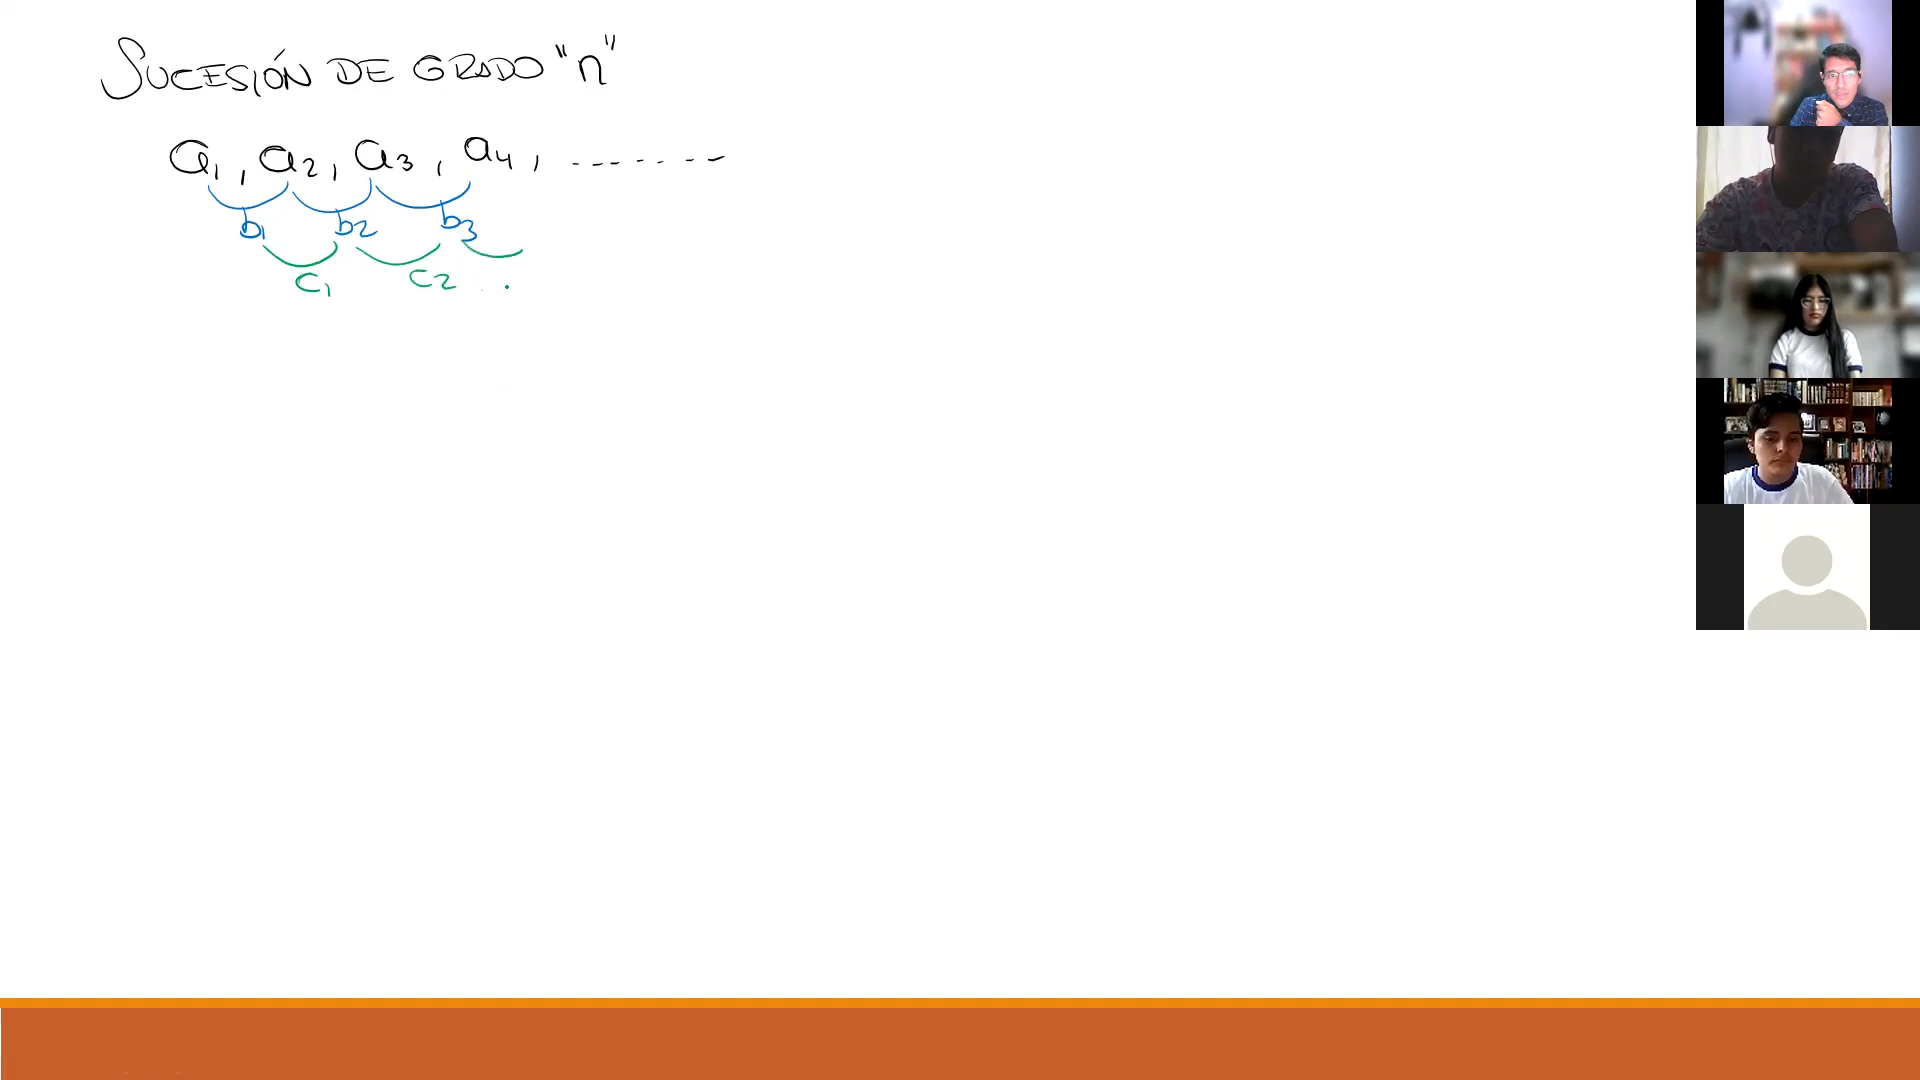 SUCESIÓN DE GRADO "n"
a1, a2, a3, a4, .......
b1 b2 b3
c1 c2 ..